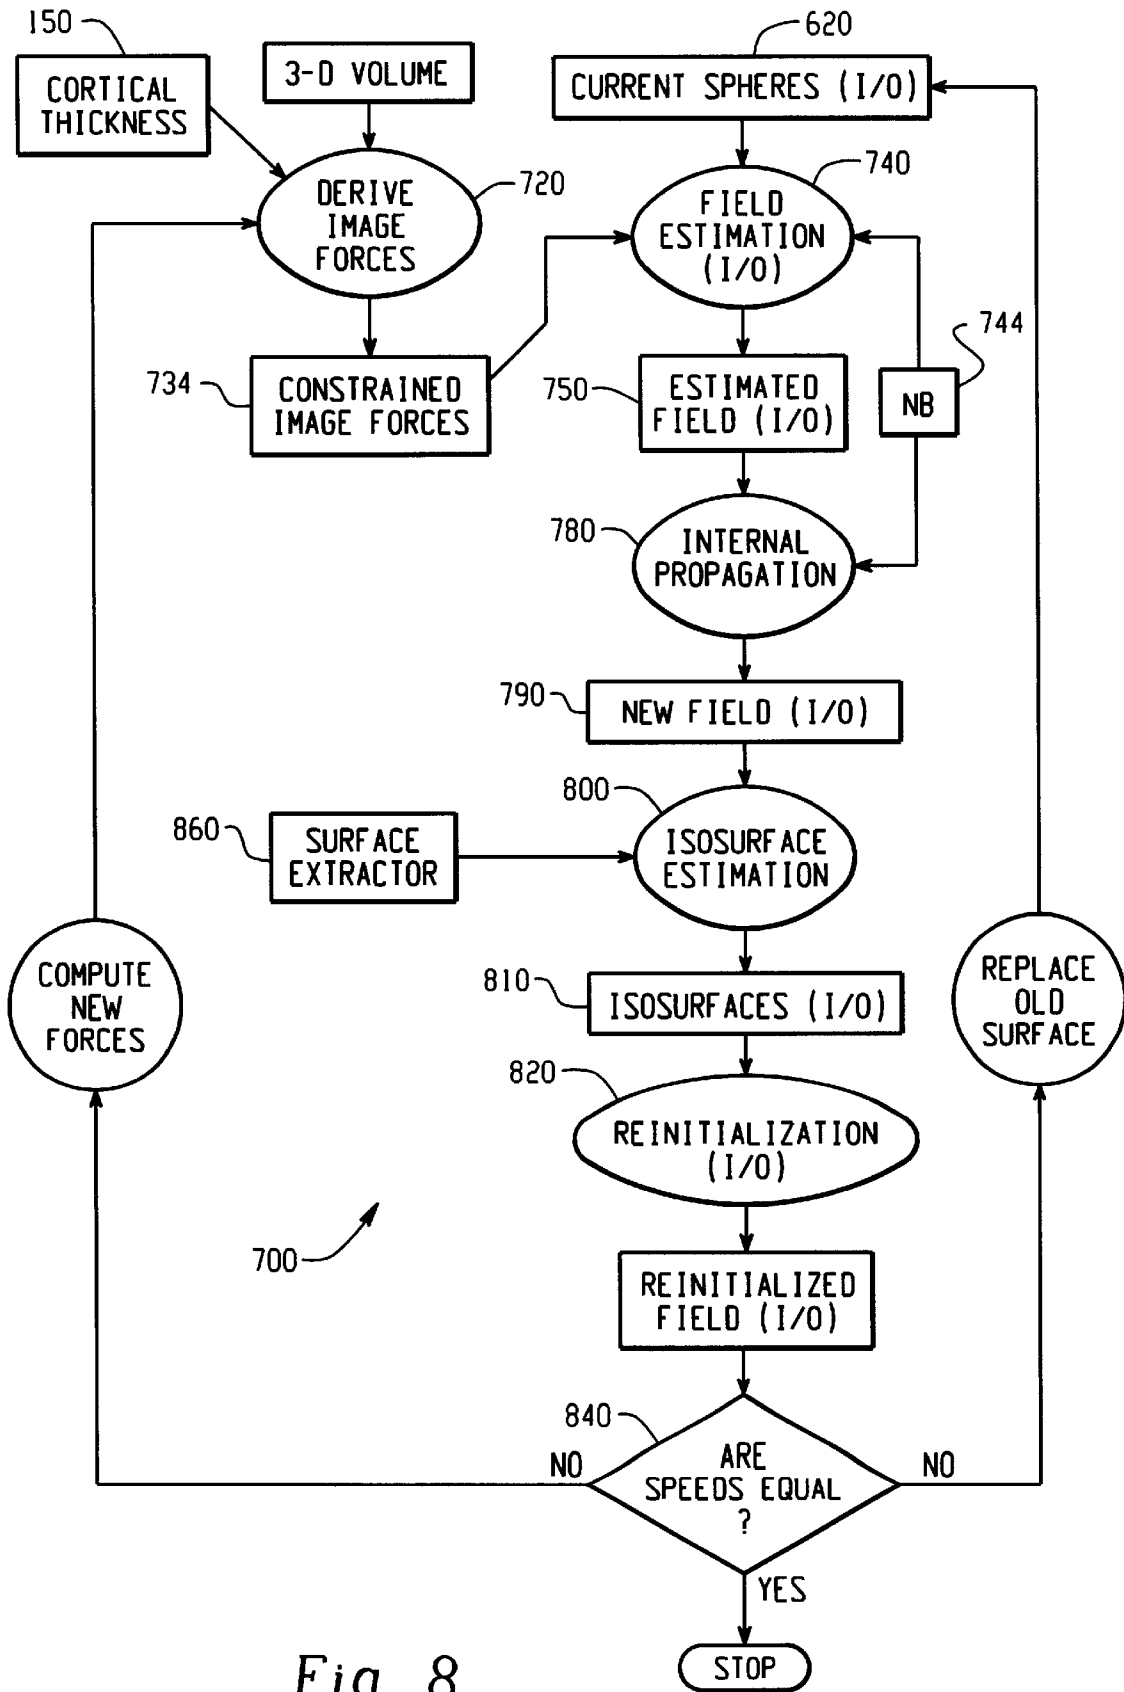 150
620
CORTICAL
THICKNESS
3-D VOLUME
CURRENT SPHERES (I/O)
DERIVE
IMAGE
FORCES
720
740
FIELD
ESTIMATION
(I/O)
744
734
CONSTRAINED
IMAGE FORCES
750
ESTIMATED
FIELD (I/O)
NB
780
INTERNAL
PROPAGATION
790
NEW FIELD (I/O)
800
860
SURFACE
EXTRACTOR
ISOSURFACE
ESTIMATION
COMPUTE
NEW
FORCES
810
ISOSURFACES (I/O)
REPLACE
OLD
SURFACE
820
REINITIALIZATION
(I/O)
700
REINITIALIZED
FIELD (I/O)
840
NO
ARE
SPEEDS EQUAL
?
NO
YES
STOP
Fig. 8